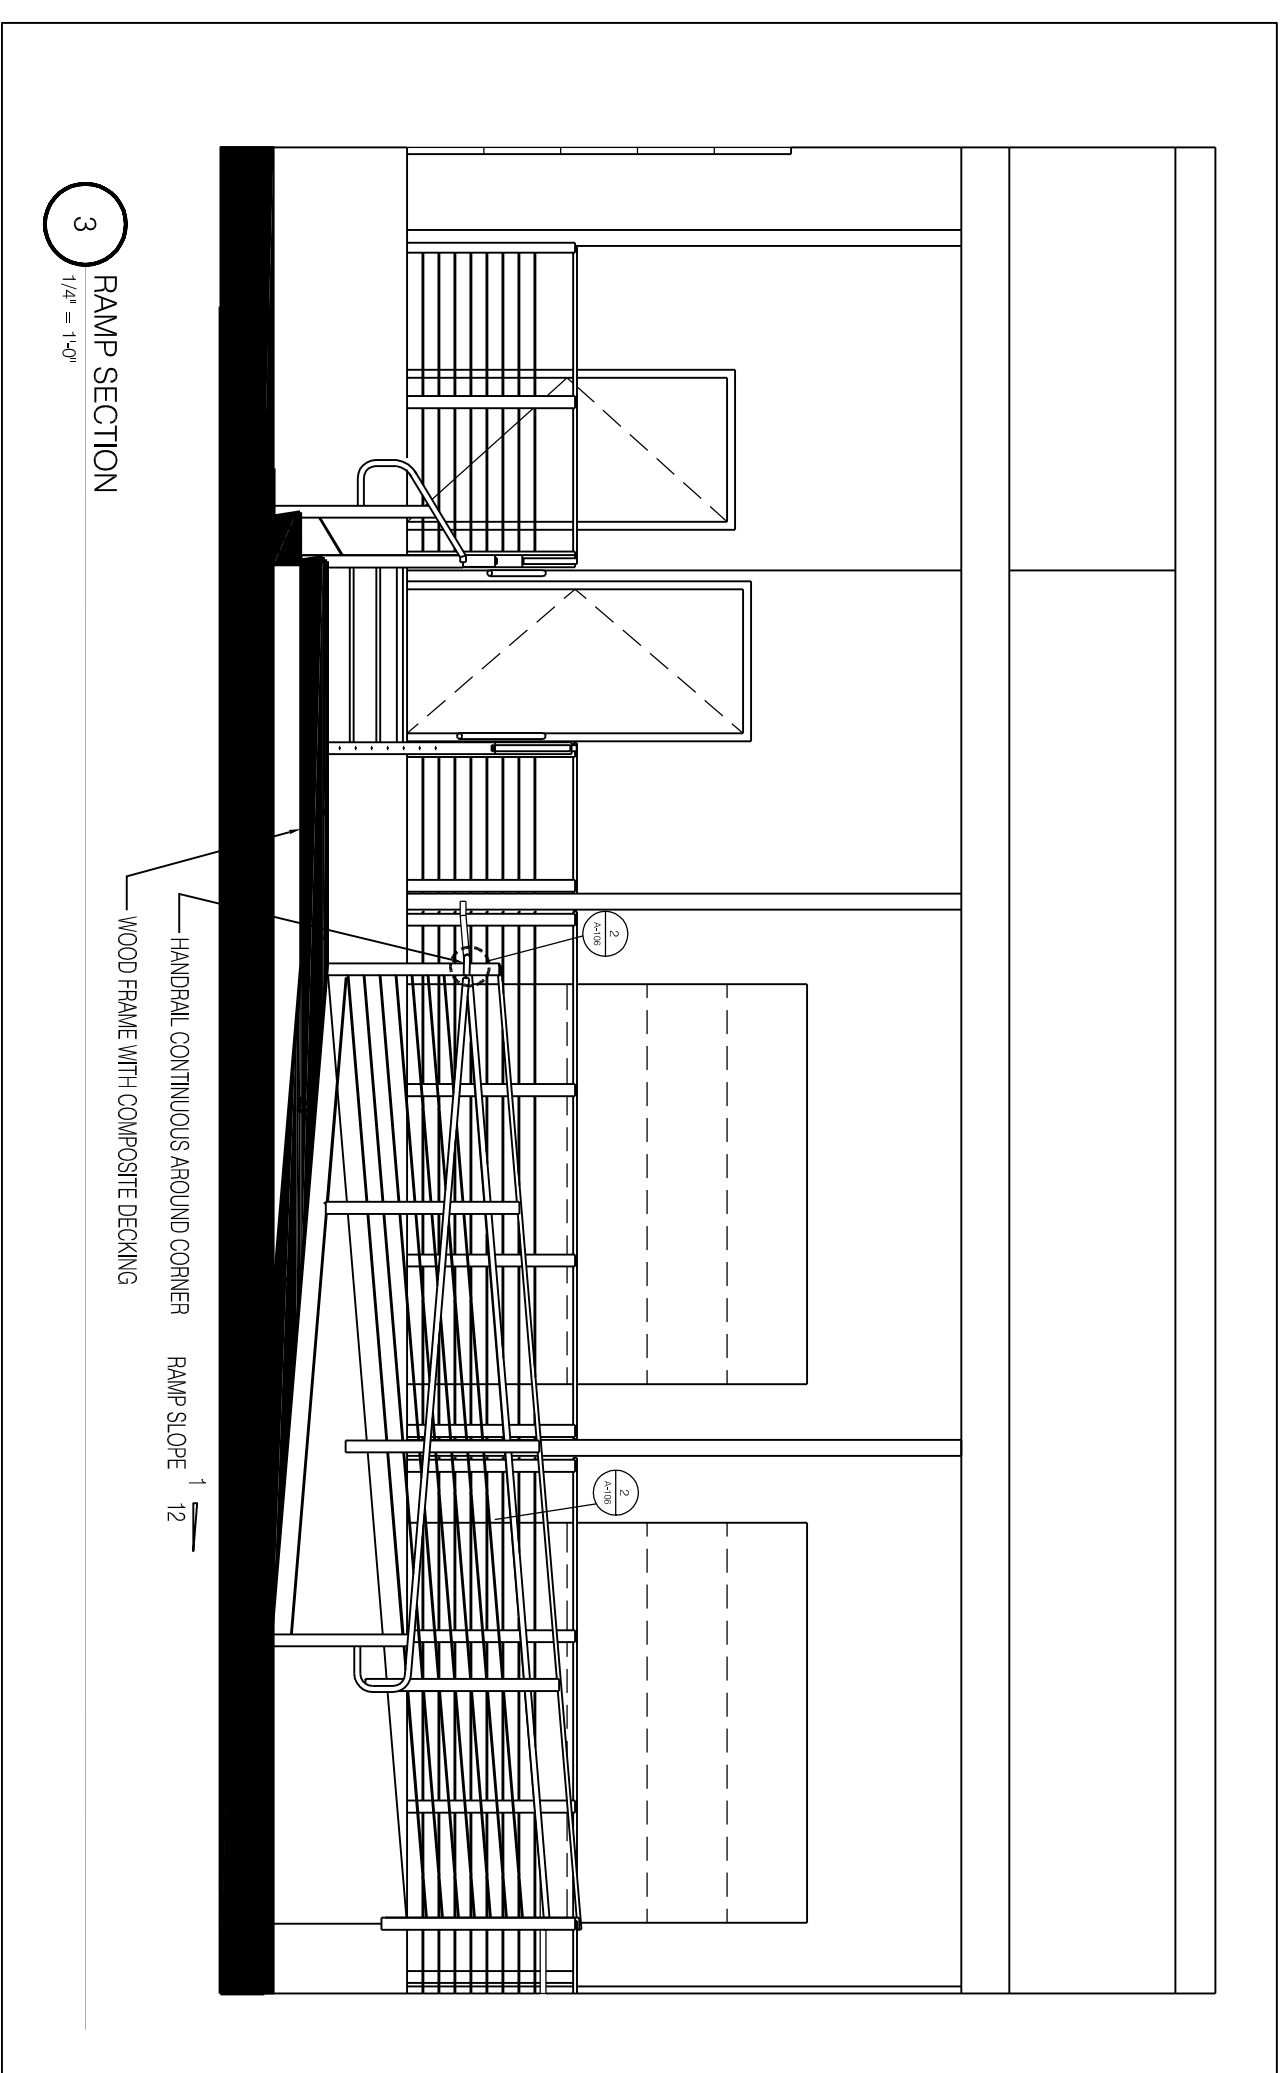 2
A-106
2
A-106
HANDRAIL CONTINUOUS AROUND CORNER
WOOD FRAME WITH COMPOSITE DECKING
RAMP SLOPE
1
12
3
RAMP SECTION
1/4" = 1'-0"